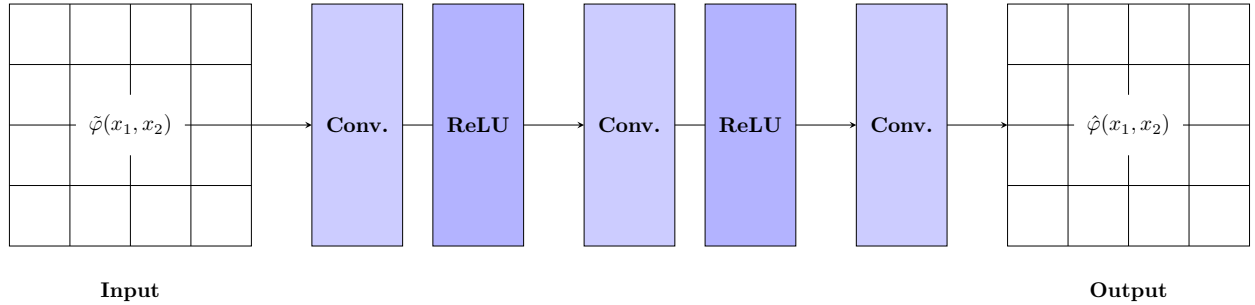 φ̃(x₁, x₂)
Conv.
ReLU
Conv.
ReLU
Conv.
φ̂(x₁, x₂)
Input
Output